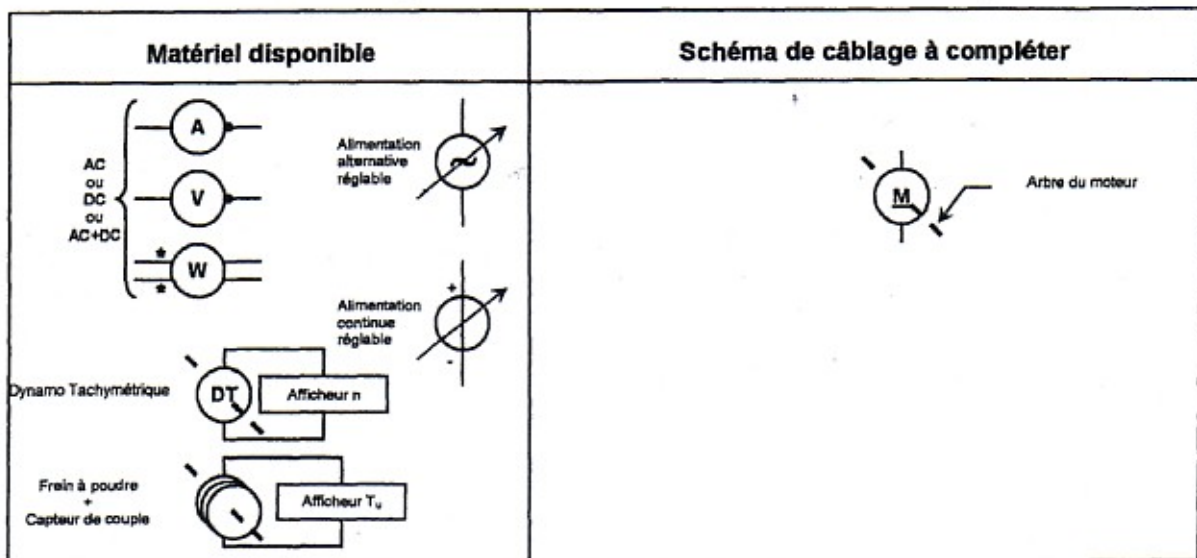 Matériel disponible
Schéma de câblage à compléter
A
AC
ou
DC
ou
AC+DC
V
*
*
W
Alimentation
alternative
réglable
~
Alimentation
continue
réglable
+
-
Dynamo Tachymétrique
DT
Afficheur n
Frein à poudre
+
Capteur de couple
Afficheur Tu
M
Arbre du moteur